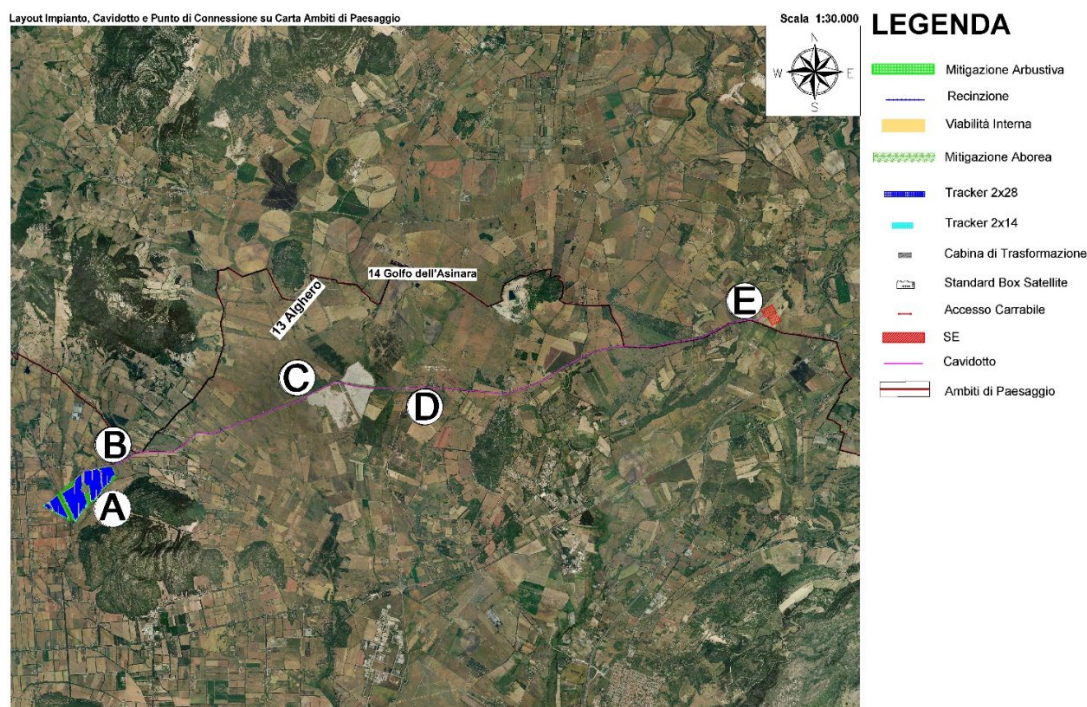 Layout Impianto, Cavidotto e Punto di Connessione su Carta Ambiti di Paesaggio
Scala 1:30.000
N
W E
S
LEGENDA
Mitigazione Arbustiva
Recinzione
Viabilità Interna
Mitigazione Aborea
Tracker 2x28
Tracker 2x14
Cabina di Trasformazione
Standard Box Satellite
Accesso Carrabile
SE
Cavidotto
Ambiti di Paesaggio
14 Golfo dell'Asinara
13 Alghero
E
C
D
B
A